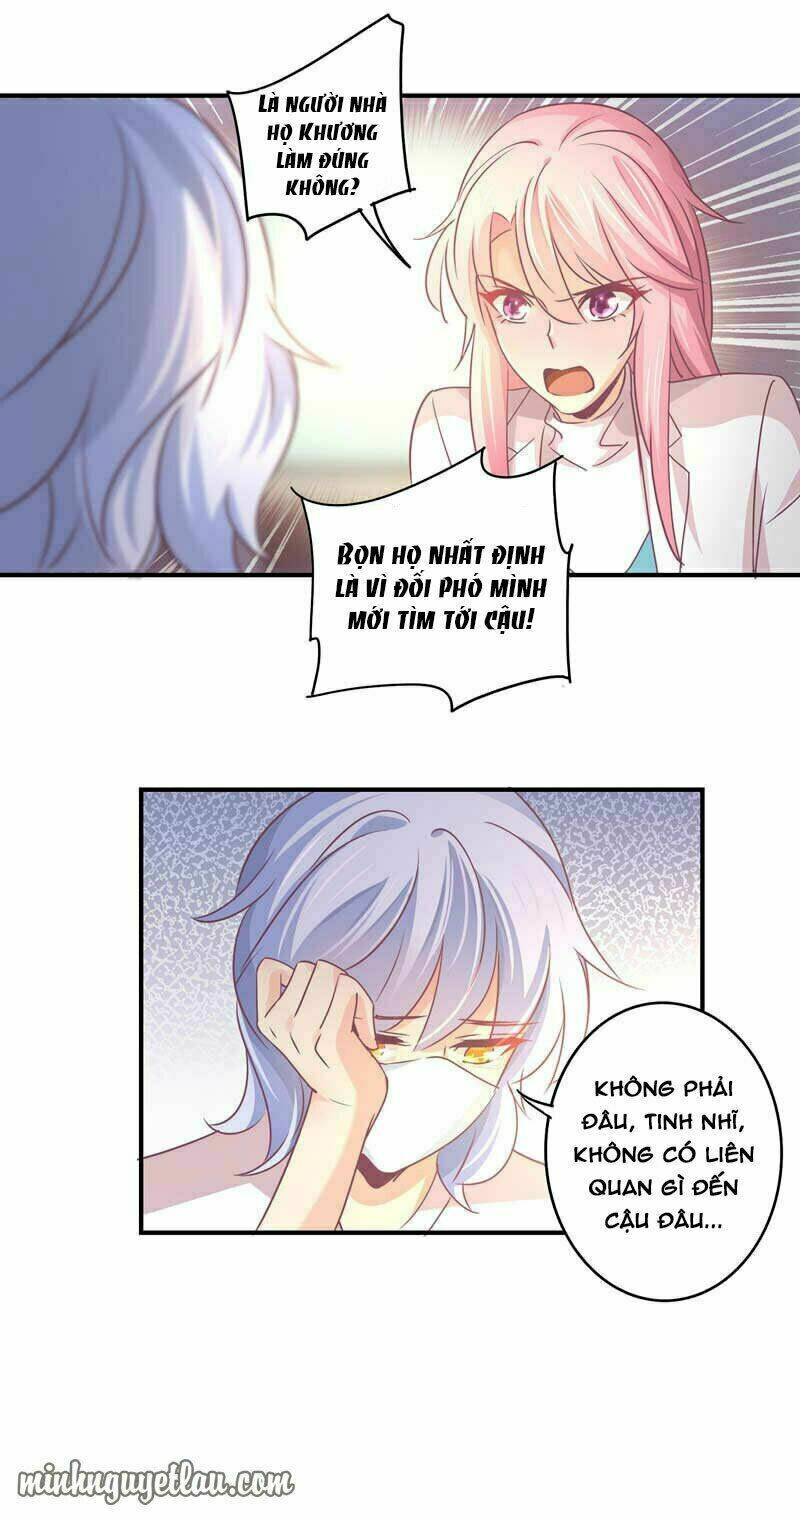 Là người nhà
họ Khương
Làm đúng
không?
Bọn họ nhất định
là vì đối phó mình
mới tìm tới cậu!
KHÔNG PHẢI
ĐÂU, TINH NHĨ,
KHÔNG CÓ LIÊN
QUAN GÌ ĐẾN
CẬU ĐÂU...
minhnguyetlau.com